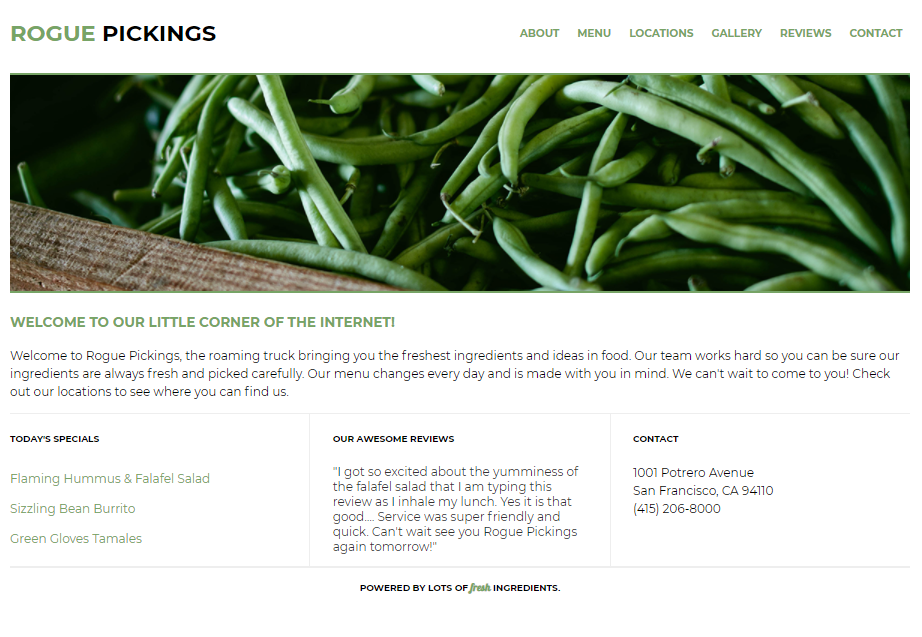 ROGUE PICKINGS
ABOUT MENU LOCATIONS GALLERY REVIEWS CONTACT
WELCOME TO OUR LITTLE CORNER OF THE INTERNET!
Welcome to Rogue Pickings, the roaming truck bringing you the freshest ingredients and ideas in food. Our team works hard so you can be sure our
ingredients are always fresh and picked carefully. Our menu changes every day and is made with you in mind. We can't wait to come to you! Check
out our locations to see where you can find us.
TODAY'S SPECIALS
Flaming Hummus & Falafel Salad
Sizzling Bean Burrito
Green Gloves Tamales
OUR AWESOME REVIEWS
"I got so excited about the yumminess of
the falafel salad that I am typing this
review as I inhale my lunch. Yes it is that
good.... Service was super friendly and
quick. Can't wait see you Rogue Pickings
again tomorrow!"
CONTACT
1001 Potrero Avenue
San Francisco, CA 94110
(415) 206-8000
POWERED BY LOTS OF fresh INGREDIENTS.